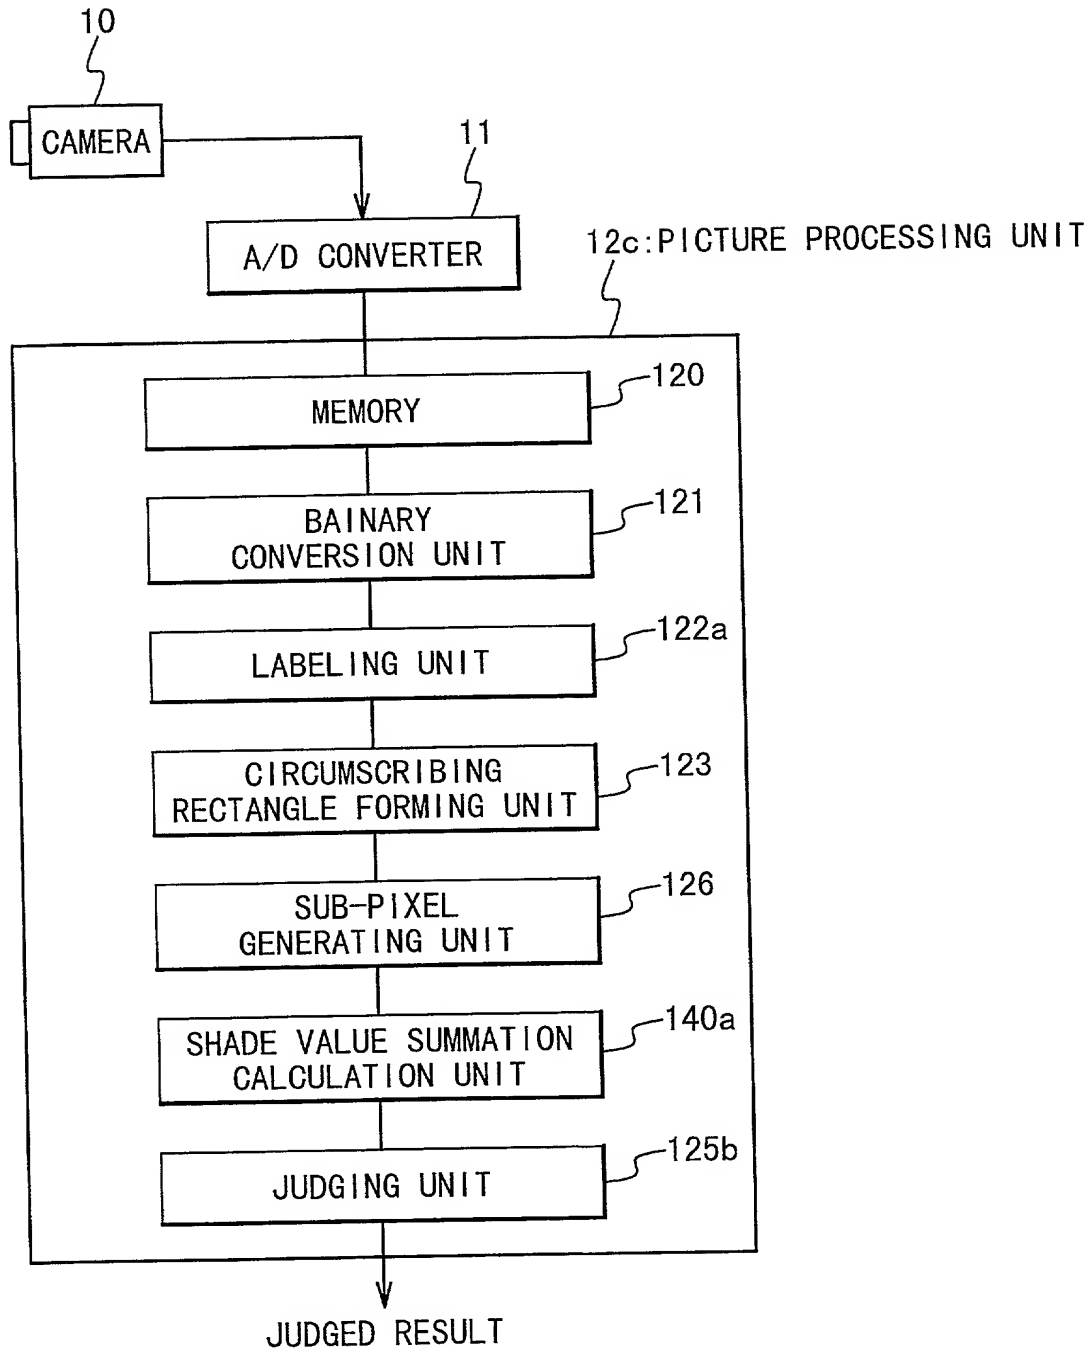 10
CAMERA
11
A/D CONVERTER
12c:PICTURE PROCESSING UNIT
MEMORY
120
BAINARY
CONVERSION UNIT
121
LABELING UNIT
122a
CIRCUMSCRIBING
RECTANGLE FORMING UNIT
123
SUB-PIXEL
GENERATING UNIT
126
SHADE VALUE SUMMATION
CALCULATION UNIT
140a
JUDGING UNIT
125b
JUDGED RESULT